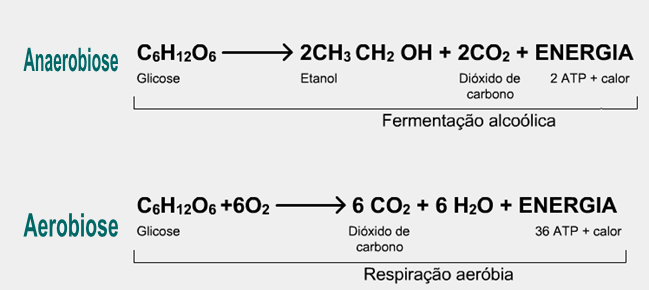 Anaerobiose C₆H₁₂O₆ ⟶ 2CH₃ CH₂ OH + 2CO₂ + ENERGIA
Glicose Etanol Dióxido de carbono 2 ATP + calor
Fermentação alcoólica
Aerobiose C₆H₁₂O₆ +6O₂ ⟶ 6 CO₂ + 6 H₂O + ENERGIA
Glicose Dióxido de carbono 36 ATP + calor
Respiração aeróbia